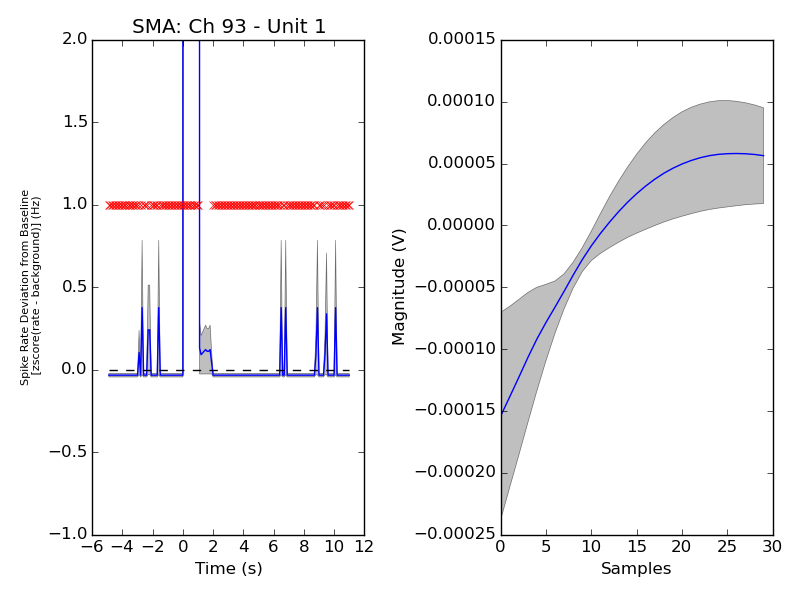 SMA: Ch 93 - Unit 1
Spike Rate Deviation from Baseline
[zscore(rate - background)] (Hz)
2.0
1.5
1.0
0.5
0.0
−0.5
−1.0
−6 −4 −2 0 2 4 6 8 10 12
Time (s)
Magnitude (V)
0.00015
0.00010
0.00005
0.00000
−0.00005
−0.00010
−0.00015
−0.00020
−0.00025
0 5 10 15 20 25 30
Samples